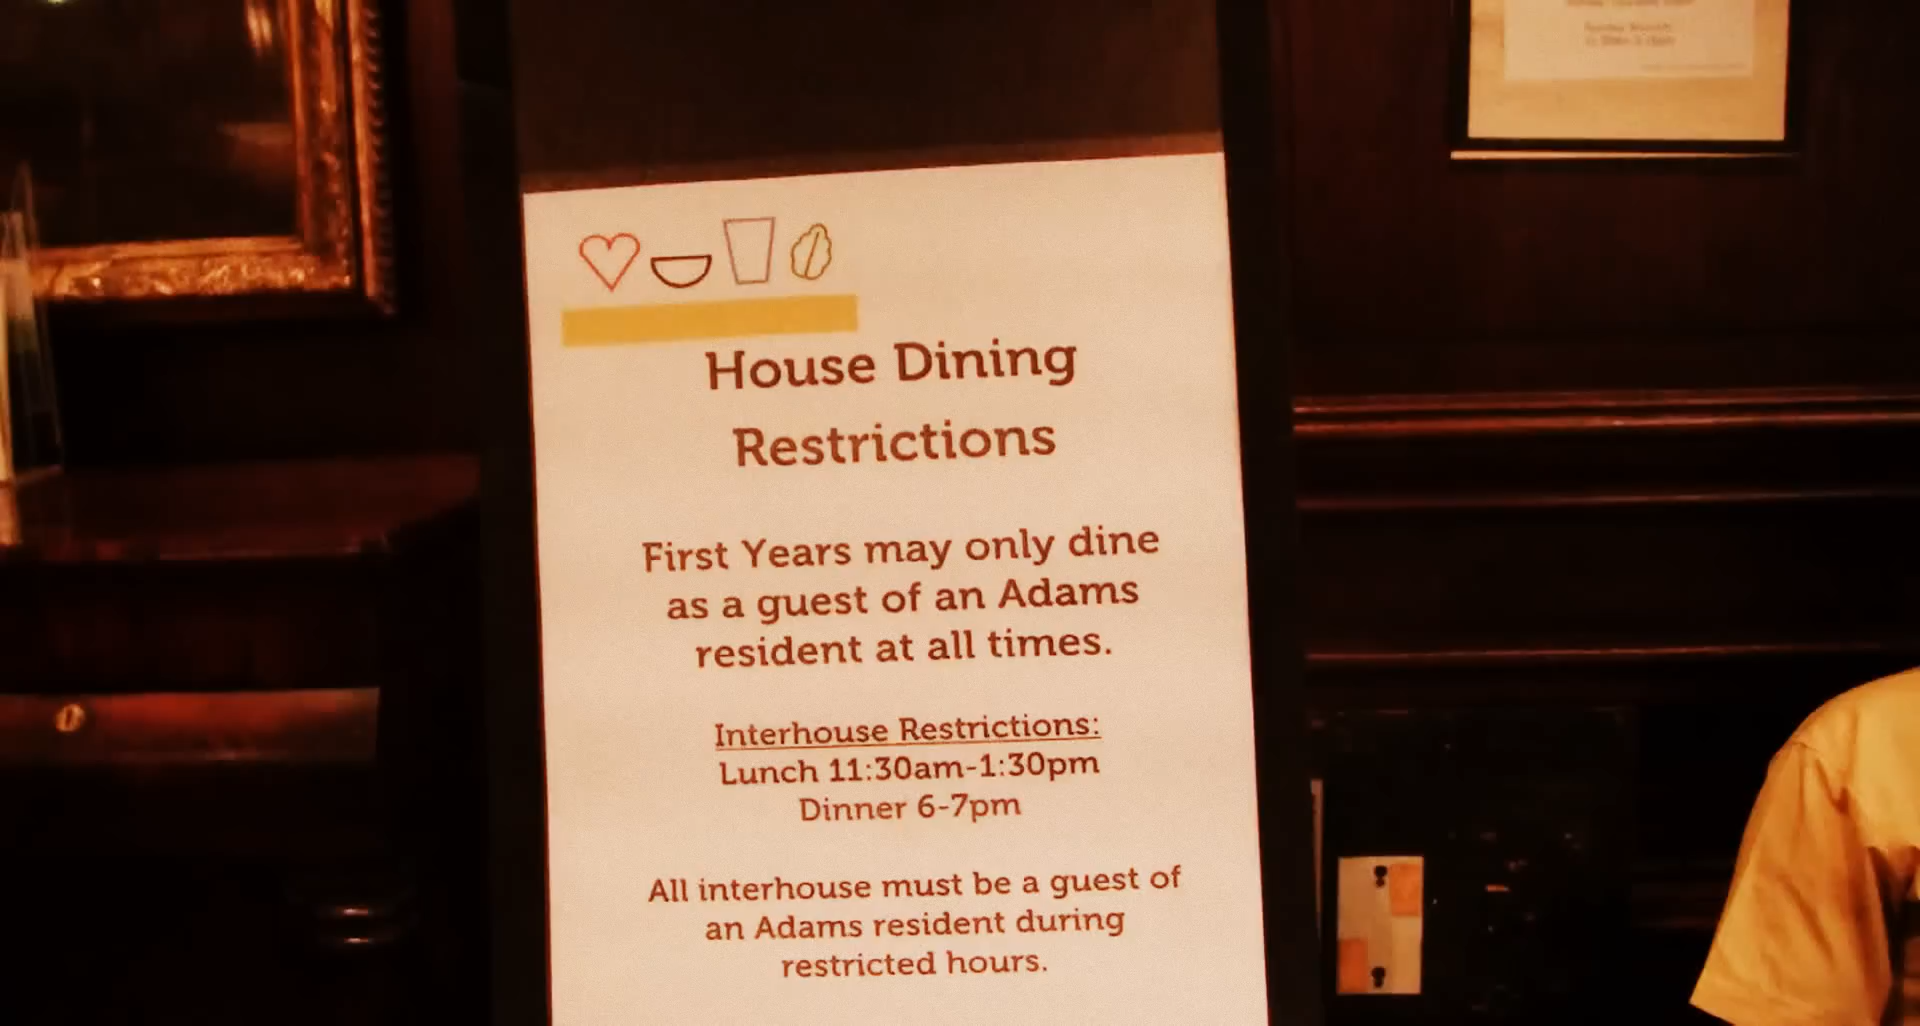 House Dining
Restrictions
First Years may only dine
as a guest of an Adams
resident at all times.
Interhouse Restrictions:
Lunch 11:30am-1:30pm
Dinner 6-7pm
All interhouse must be a guest of
an Adams resident during
restricted hours.